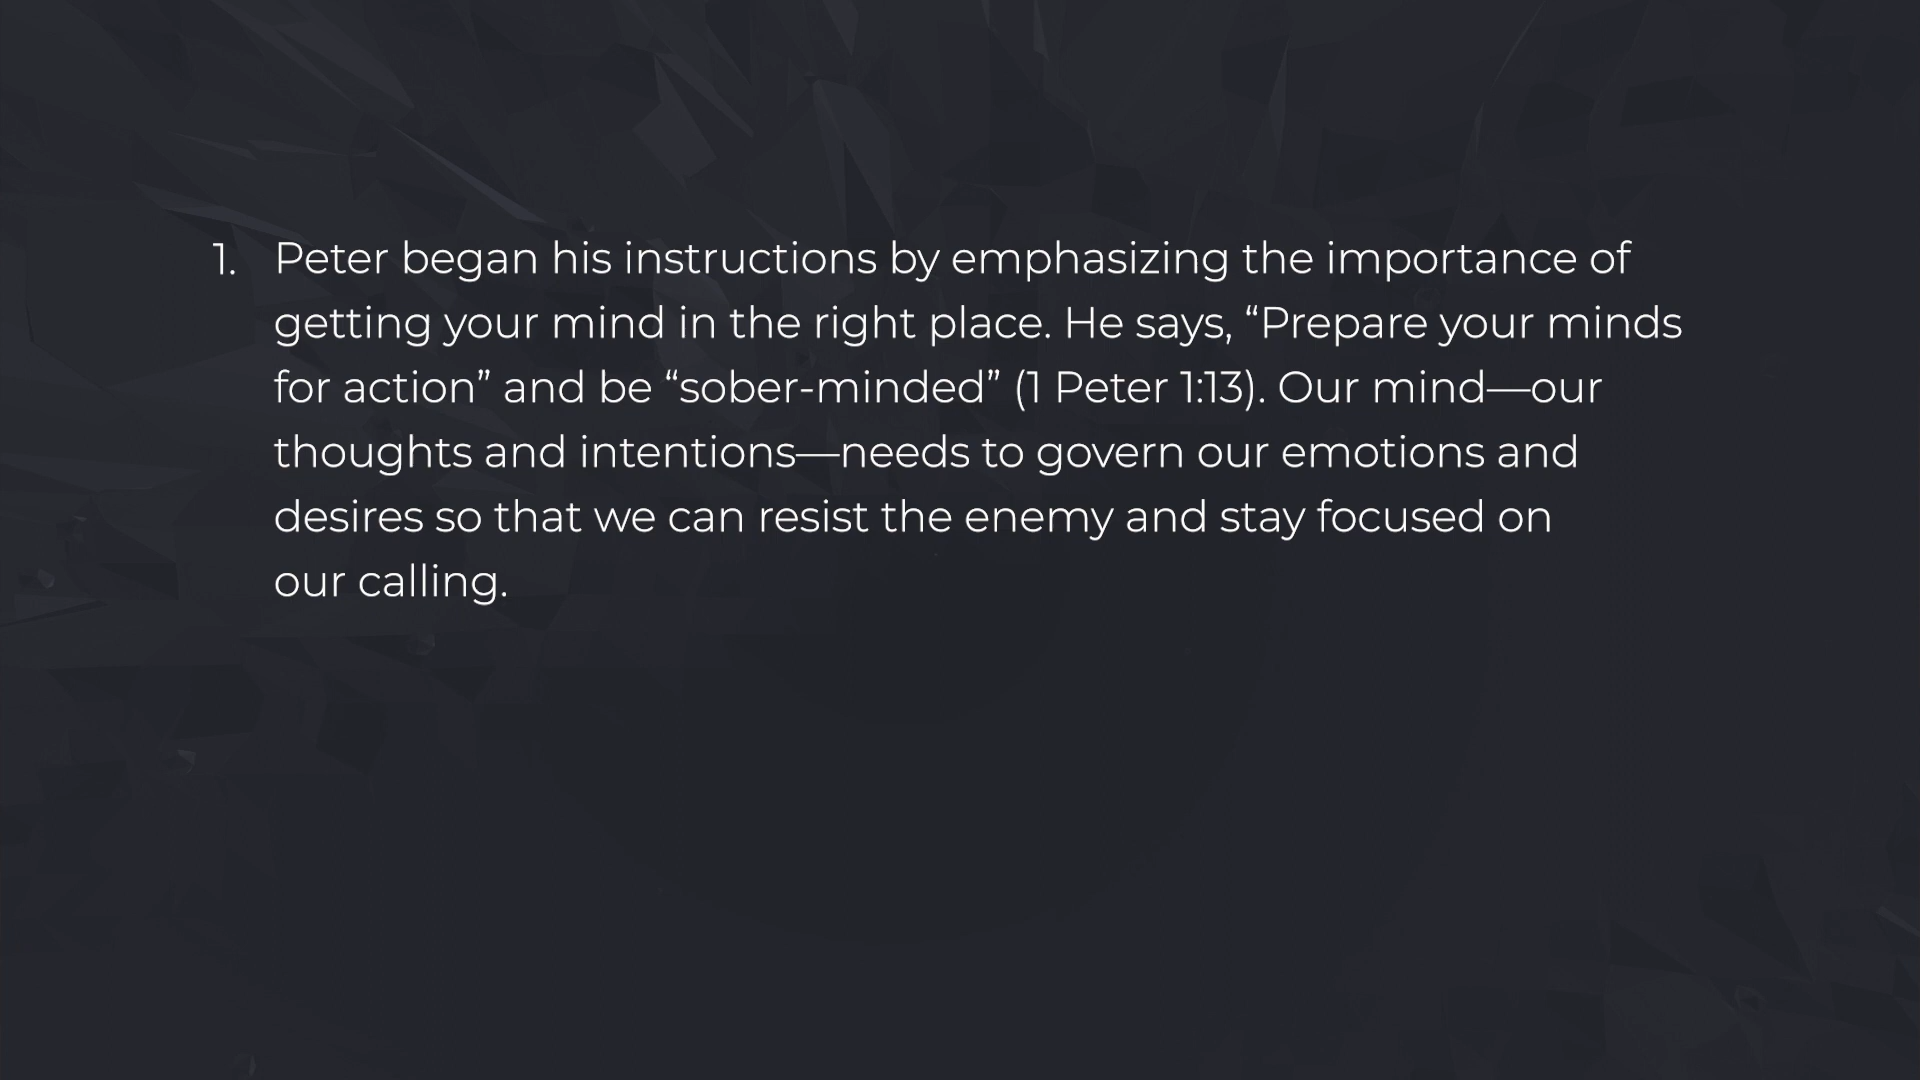 1. Peter began his instructions by emphasizing the importance of
getting your mind in the right place. He says, “Prepare your minds
for action” and be “sober-minded” (1 Peter 1:13). Our mind—our
thoughts and intentions—needs to govern our emotions and
desires so that we can resist the enemy and stay focused on
our calling.